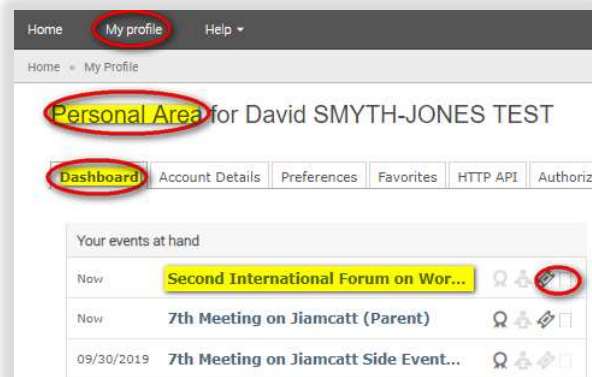 Home My profile Help
Home » My Profile
Personal Area for David SMYTH-JONES TEST
Dashboard Account Details Preferences Favorites HTTP API Authoriz
Your events at hand
Now Second International Forum on Wor...
Now 7th Meeting on Jiamcatt (Parent)
09/30/2019 7th Meeting on Jiamcatt Side Event...